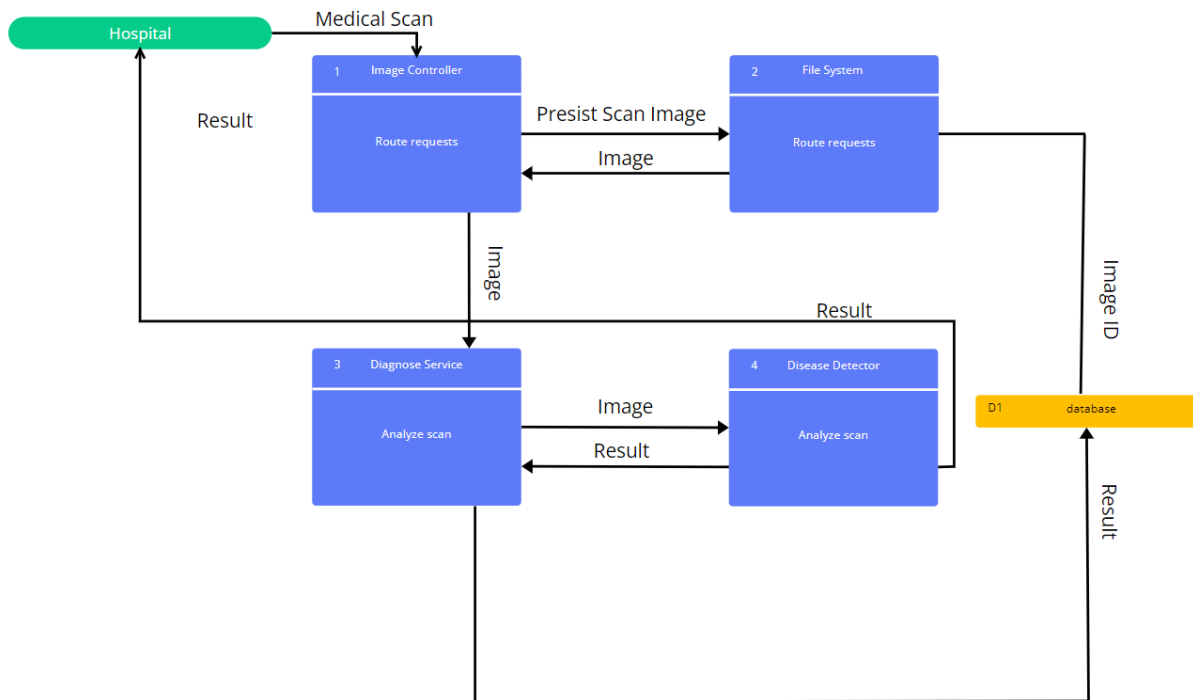 Medical Scan
Hospital
1 Image Controller
2 File System
Result
Presist Scan Image
Route requests
Route requests
Image
Image
Image ID
Result
3 Diagnose Service
4 Disease Detector
D1 database
Image
Analyze scan
Analyze scan
Result
Result